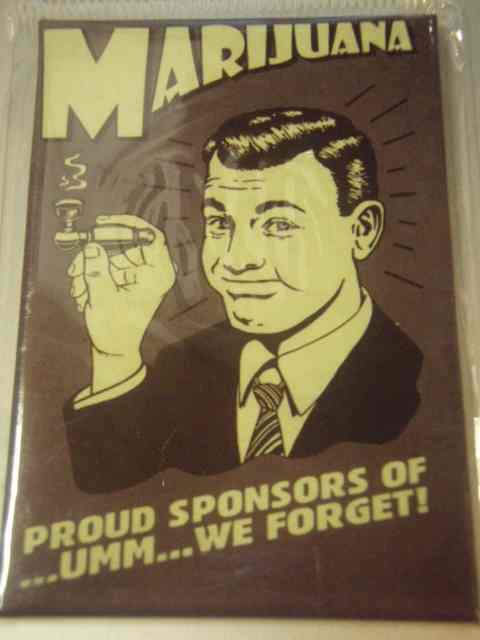 MARIJUANA
PROUD SPONSORS OF
...UMM...WE FORGET!